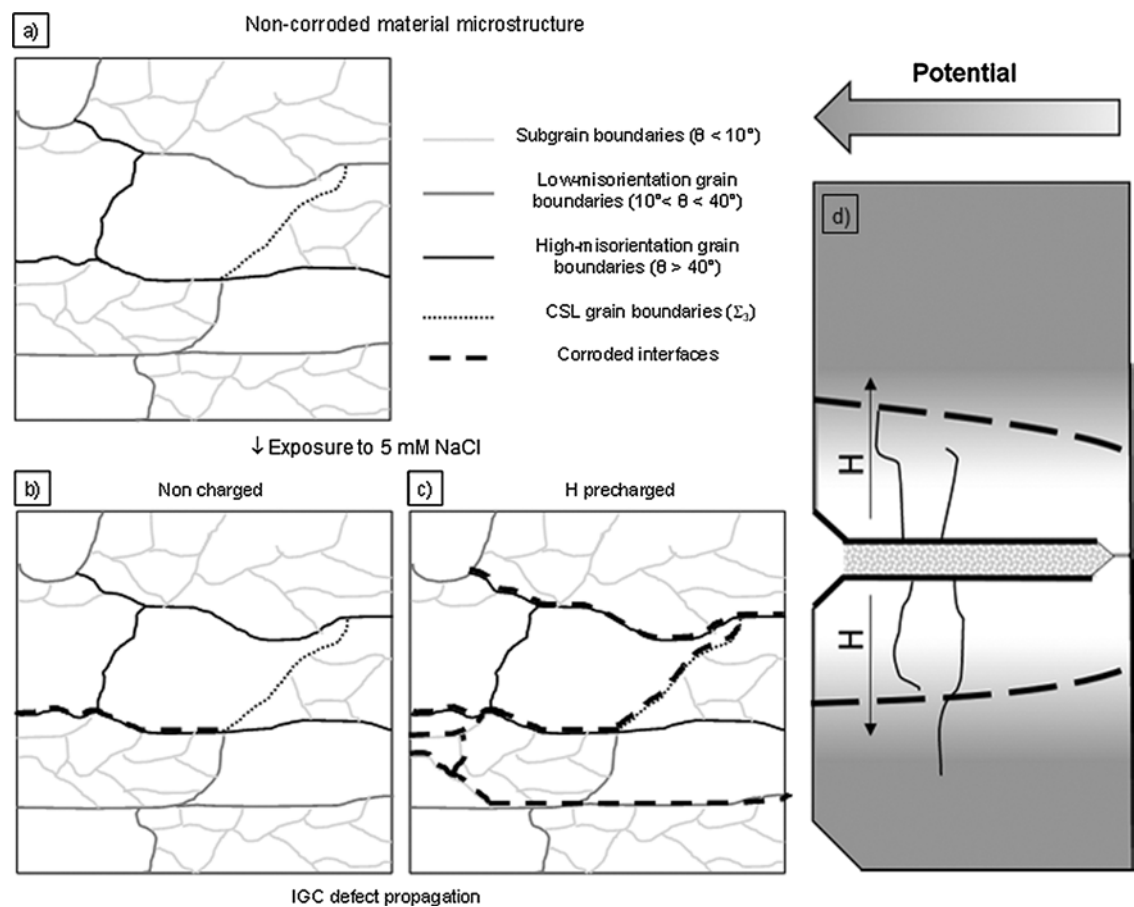 a)
Non-corroded material microstructure
Subgrain boundaries (θ < 10°)
Low-misorientation grain
boundaries (10°< θ < 40°)
High-misorientation grain
boundaries (θ > 40°)
CSL grain boundaries (Σ₃)
Corroded interfaces
Potential
d)
H
H
↓ Exposure to 5 mM NaCl
b)
Non charged
c)
H precharged
IGC defect propagation